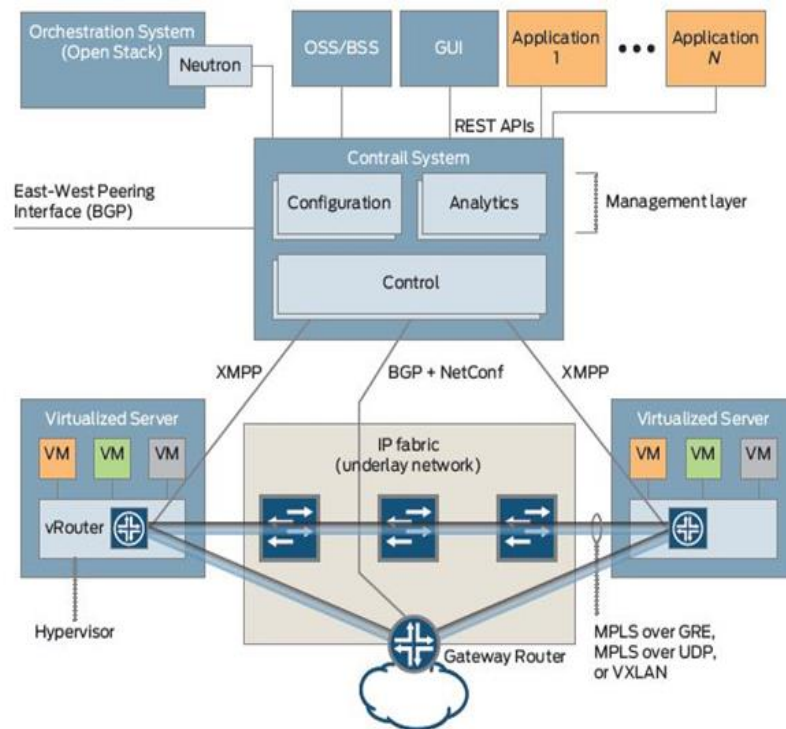 Orchestration System
(Open Stack)
Neutron
OSS/BSS
GUI
Application
1
Application
N
REST APIs
Contrail System
East-West Peering
Interface (BGP)
Configuration
Analytics
Management layer
Control
XMPP
BGP + NetConf
XMPP
Virtualized Server
VM
VM
VM
vRouter
IP fabric
(underlay network)
Virtualized Server
VM
VM
VM
Hypervisor
Gateway Router
MPLS over GRE,
MPLS over UDP,
or VXLAN